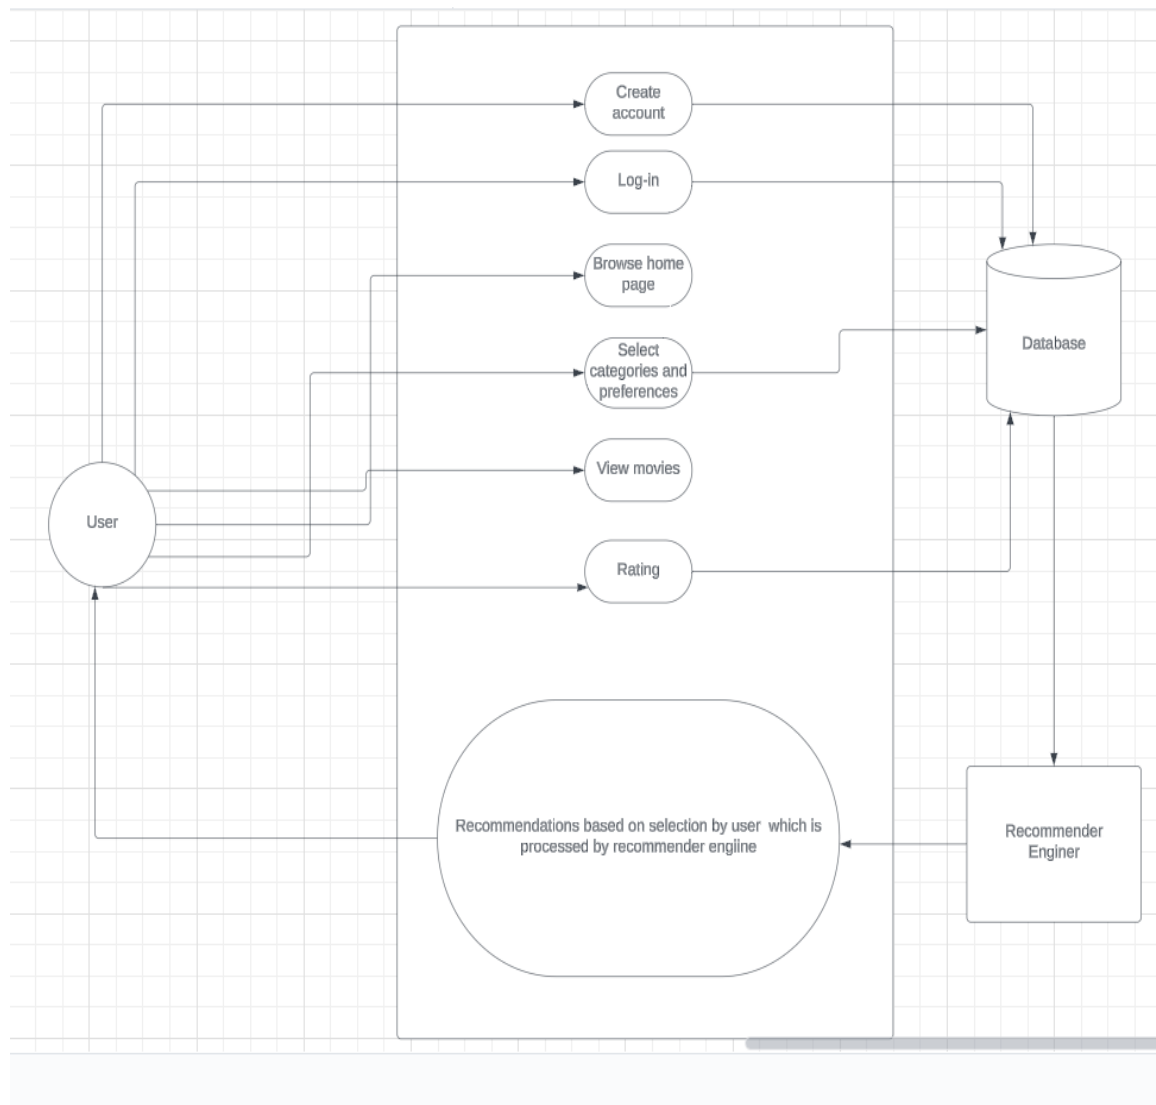 Create
account
Log-in
Browse home
page
Select
categories and
preferences
Database
View movies
User
Rating
Recommendations based on selection by user which is
processed by recommender engiine
Recommender
Enginer